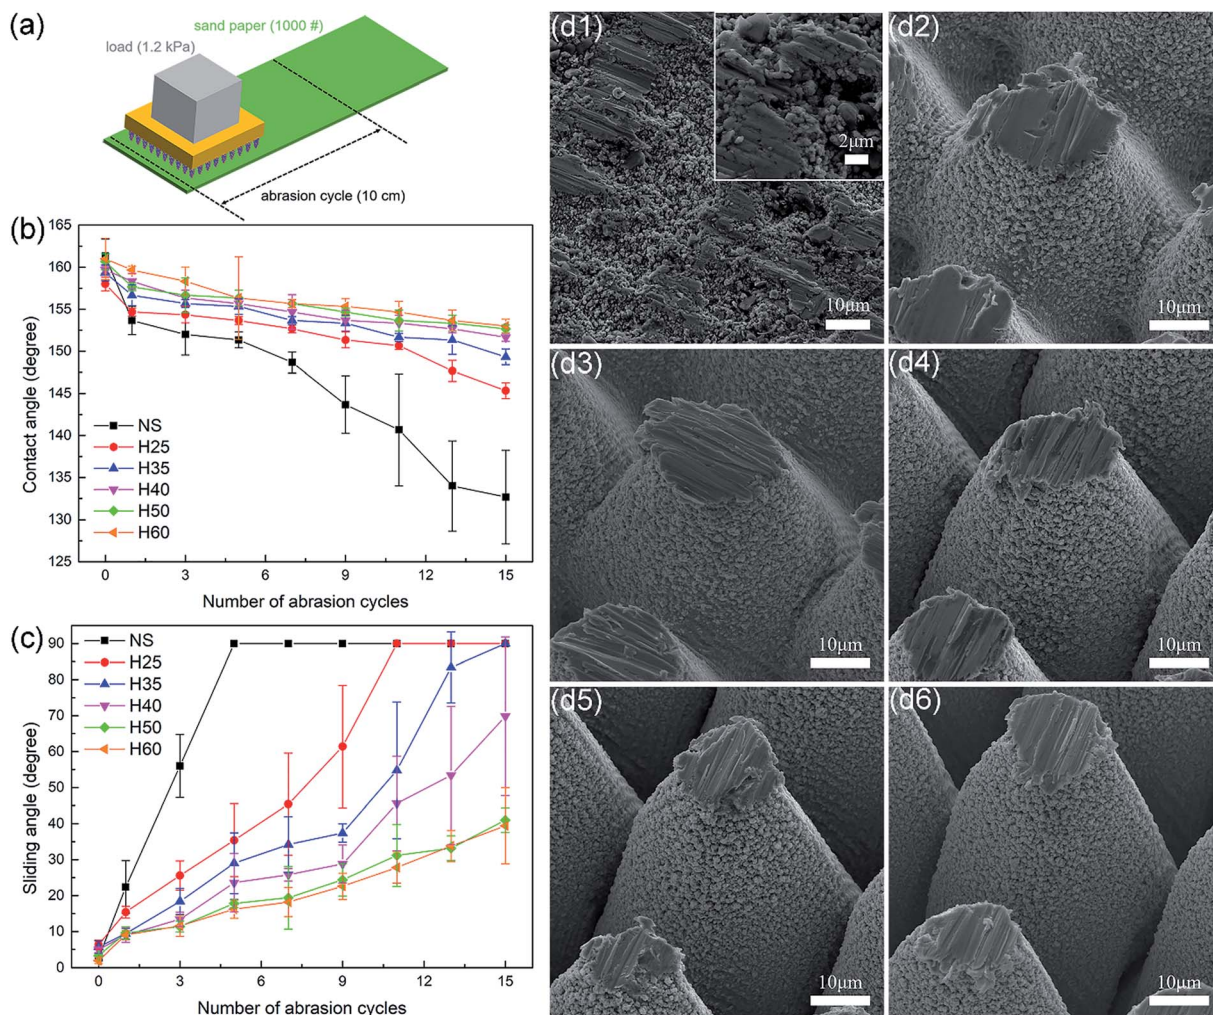 (a)
sand paper (1000 #)
load (1.2 kPa)
abrasion cycle (10 cm)
(b)
165
160
155
150
145
140
135
130
125
Contact angle (degree)
NS
H25
H35
H40
H50
H60
0
3
6
9
12
15
Number of abrasion cycles
(c)
90
80
70
60
50
40
30
20
10
0
Sliding angle (degree)
NS
H25
H35
H40
H50
H60
0
3
6
9
12
15
Number of abrasion cycles
(d1)
2μm
10μm
(d2)
10μm
(d3)
10μm
(d4)
10μm
(d5)
10μm
(d6)
10μm